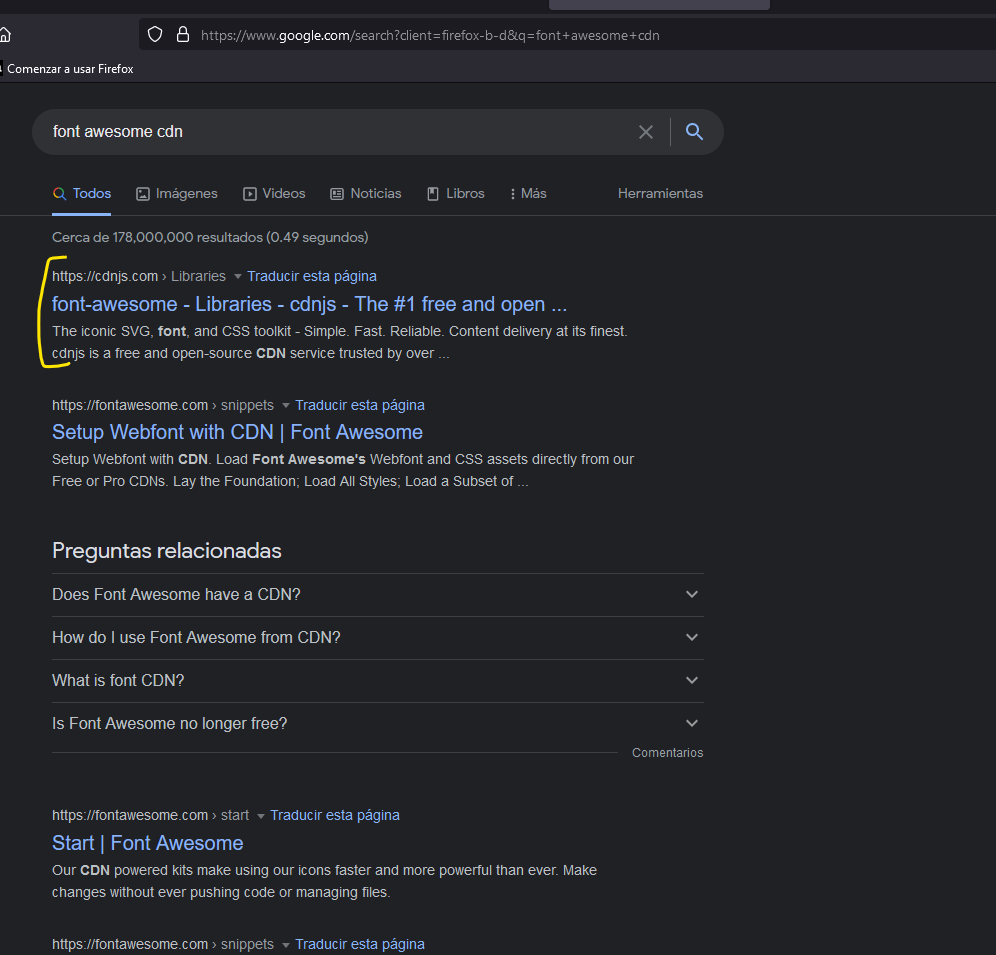 https://www.google.com/search?client=firefox-b-d&q=font+awesome+cdn
Comenzar a usar Firefox
font awesome cdn
Todos Imágenes Videos Noticias Libros Más Herramientas
Cerca de 178,000,000 resultados (0.49 segundos)
https://cdnjs.com › Libraries Traducir esta página
font-awesome - Libraries - cdnjs - The #1 free and open ...
The iconic SVG, font, and CSS toolkit - Simple. Fast. Reliable. Content delivery at its finest.
cdnjs is a free and open-source CDN service trusted by over ...
https://fontawesome.com › snippets Traducir esta página
Setup Webfont with CDN | Font Awesome
Setup Webfont with CDN. Load Font Awesome's Webfont and CSS assets directly from our
Free or Pro CDNs. Lay the Foundation; Load All Styles; Load a Subset of ...
Preguntas relacionadas
Does Font Awesome have a CDN?
How do I use Font Awesome from CDN?
What is font CDN?
Is Font Awesome no longer free?
Comentarios
https://fontawesome.com › start Traducir esta página
Start | Font Awesome
Our CDN powered kits make using our icons faster and more powerful than ever. Make
changes without ever pushing code or managing files.
https://fontawesome.com › snippets Traducir esta página